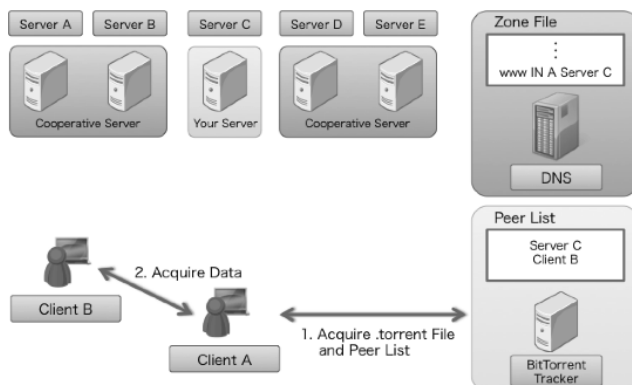 Server A
Server B
Server C
Server D
Server E
Cooperative Server
Your Server
Cooperative Server
Zone File
⋮
www IN A Server C
DNS
Peer List
Server C
Client B
BitTorrent
Tracker
Client B
2. Acquire Data
Client A
1. Acquire .torrent File
and Peer List